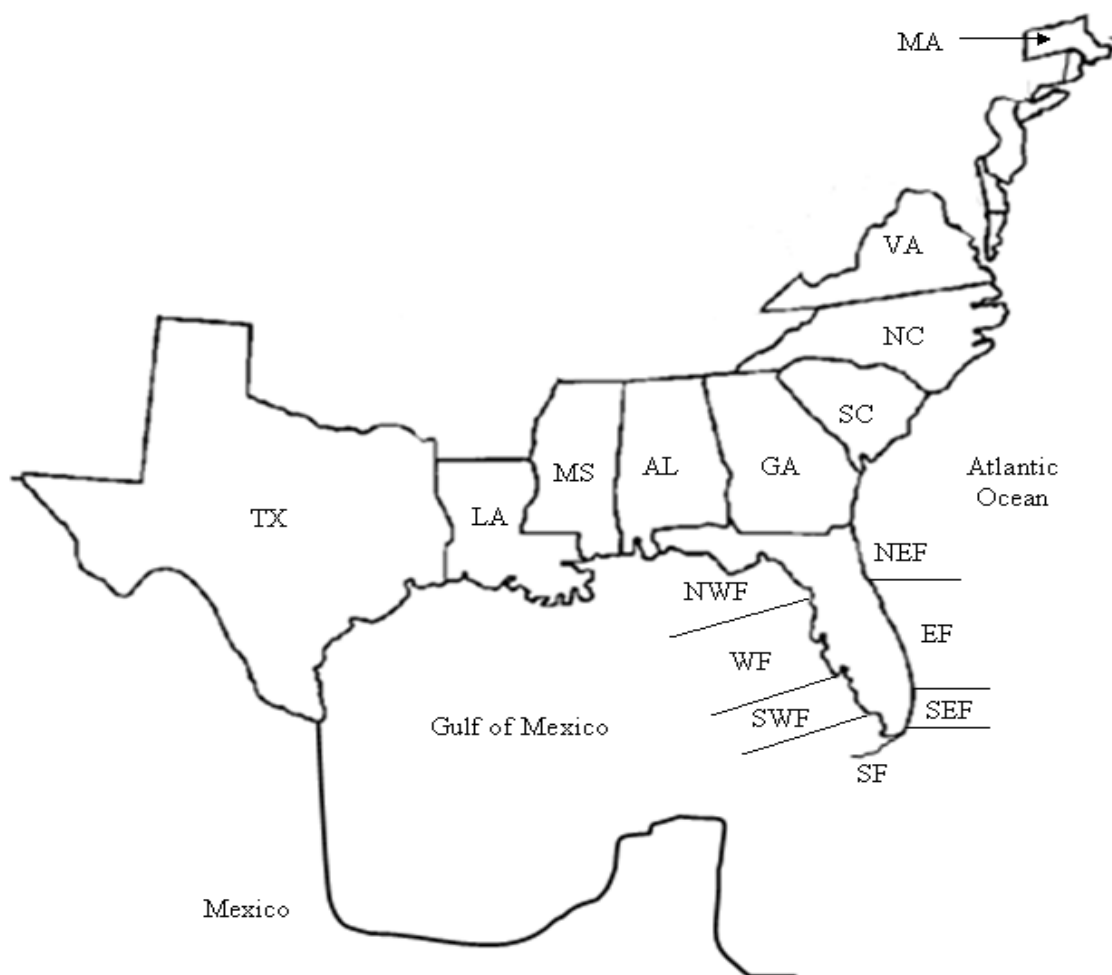 MA
VA
NC
SC
MS
AL
GA
TX
LA
Atlantic
Ocean
NEF
NWF
EF
WF
SEF
SWF
Gulf of Mexico
SF
Mexico